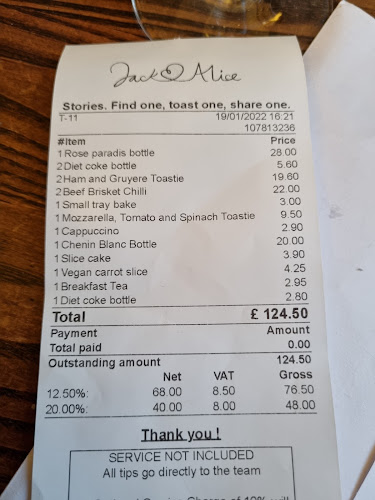 Jack & Alice
Stories. Find one, toast one, share one.
T-11 19/01/2022 16:21
107813236
#Item Price
1 Rose paradis bottle 28.00
2 Diet coke bottle 5.60
2 Ham and Gruyere Toastie 19.60
2 Beef Brisket Chilli 22.00
1 Small tray bake 3.00
1 Mozzarella, Tomato and Spinach Toastie 9.50
1 Cappuccino 2.90
1 Chenin Blanc Bottle 20.00
1 Slice cake 3.90
1 Vegan carrot slice 4.25
1 Breakfast Tea 2.95
1 Diet coke bottle 2.80
Total £ 124.50
Payment Amount
Total paid 0.00
Outstanding amount 124.50
Net VAT Gross
12.50%: 68.00 8.50 76.50
20.00%: 40.00 8.00 48.00
Thank you !
SERVICE NOT INCLUDED
All tips go directly to the team